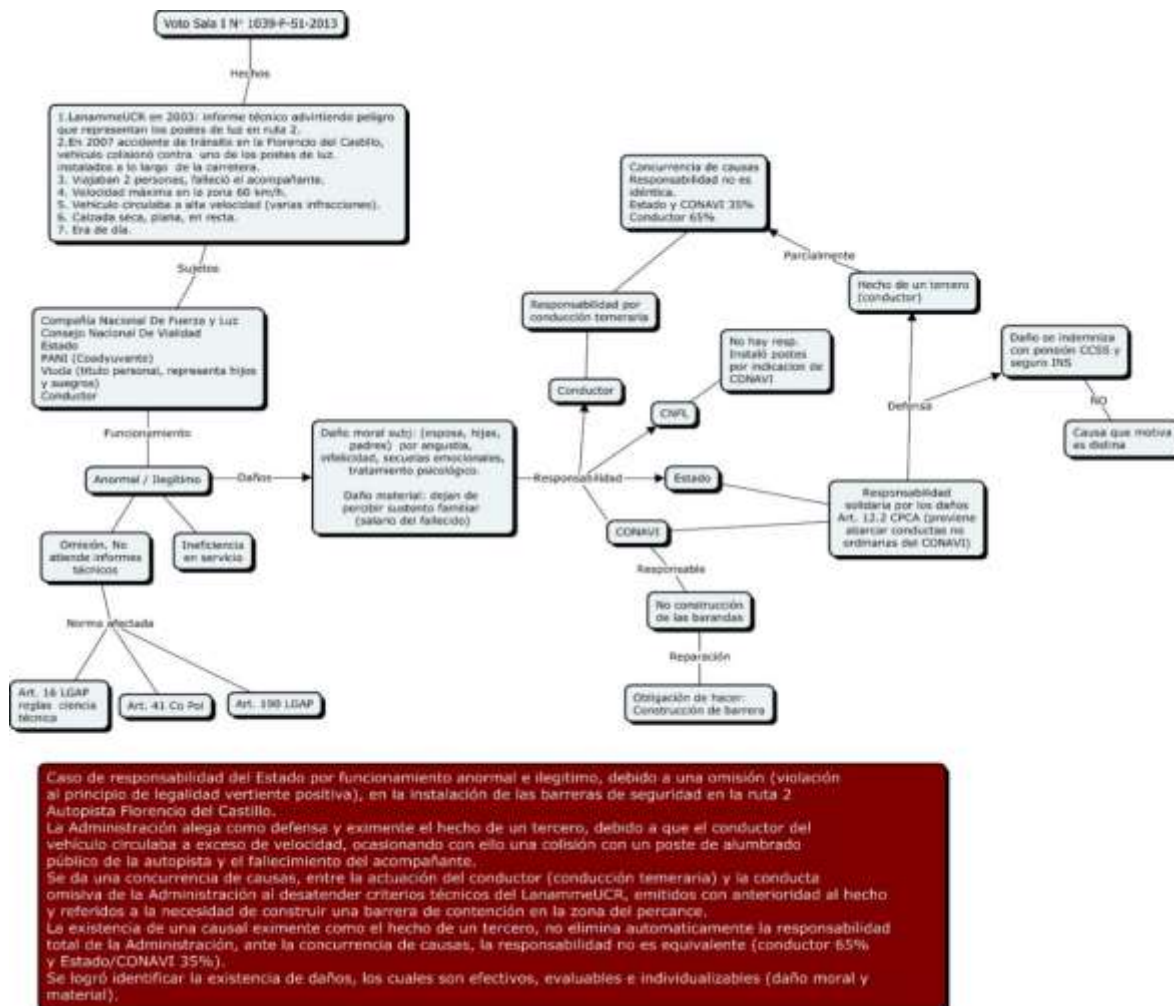 Voto Sala I N° 1039-F-S1-2013
Hechos
1.LanammeUCR en 2003: informe técnico advirtiendo peligro
que representan los postes de luz en ruta 2.
2.En 2007 accidente de tránsito en la Florencio del Castillo,
vehículo colisionó contra uno de los postes de luz
instalados a lo largo de la carretera.
3. Viajaban 2 personas, falleció el acompañante.
4. Velocidad máxima en la zona 60 km/h.
5. Vehículo circulaba a alta velocidad (varias infracciones).
6. Calzada seca, plana, en recta.
7. Era de día.
Sujetos
Compañía Nacional De Fuerza y Luz
Consejo Nacional De Vialidad
Estado
PANI (Coadyuvante)
Viuda (título personal, representa hijos
y suegros)
Conductor
Funcionamiento
Anormal / Ilegítimo
Omisión. No
atiende informes
técnicos
Ineficiencia
en servicio
Norma afectada
Art. 16 LGAP
reglas ciencia
técnica
Art. 41 Co Pol
Art. 190 LGAP
Daños
Daño moral subj: (esposa, hijas,
padres) por angustia,
infelicidad, secuelas emocionales,
tratamiento psicológico.
Daño material: dejan de
percibir sustento familiar
(salario del fallecido)
Responsabilidad
Conductor
Responsabilidad por
conducción temeraria
Concurrencia de causas
Responsabilidad no es
idéntica.
Estado y CONAVI 35%
Conductor 65%
CNFL
No hay resp.
Instaló postes
por indicacion de
CONAVI
Estado
CONAVI
Responsable
No construcción
de las barandas
Reparación
Obligación de hacer:
Construcción de barrera
Responsabilidad
solidaria por los daños
Art. 12.2 CPCA (proviene
abarcar conductas no
ordinarias del CONAVI)
Defensa
Hecho de un tercero
(conductor)
Parcialmente
Daño se indemniza
con pensión CCSS y
seguro INS
NO
Causa que motiva
es distina
Caso de responsabilidad del Estado por funcionamiento anormal e ilegitimo, debido a una omisión (violación
al principio de legalidad vertiente positiva), en la instalación de las barreras de seguridad en la ruta 2
Autopista Florencio del Castillo.
La Administración alega como defensa y eximente el hecho de un tercero, debido a que el conductor del
vehículo circulaba a exceso de velocidad, ocasionando con ello una colisión con un poste de alumbrado
público de la autopista y el fallecimiento del acompañante.
Se da una concurrencia de causas, entre la actuación del conductor (conducción temeraria) y la conducta
omisiva de la Administración al desatender criterios técnicos del LanammeUCR, emitidos con anterioridad al hecho
y referidos a la necesidad de construir una barrera de contención en la zona del percance.
La existencia de una causal eximente como el hecho de un tercero, no elimina automaticamente la responsabilidad
total de la Administración, ante la concurrencia de causas, la responsabilidad no es equivalente (conductor 65%
y Estado/CONAVI 35%).
Se logró identificar la existencia de daños, los cuales son efectivos, evaluables e individualizables (daño moral y
material).